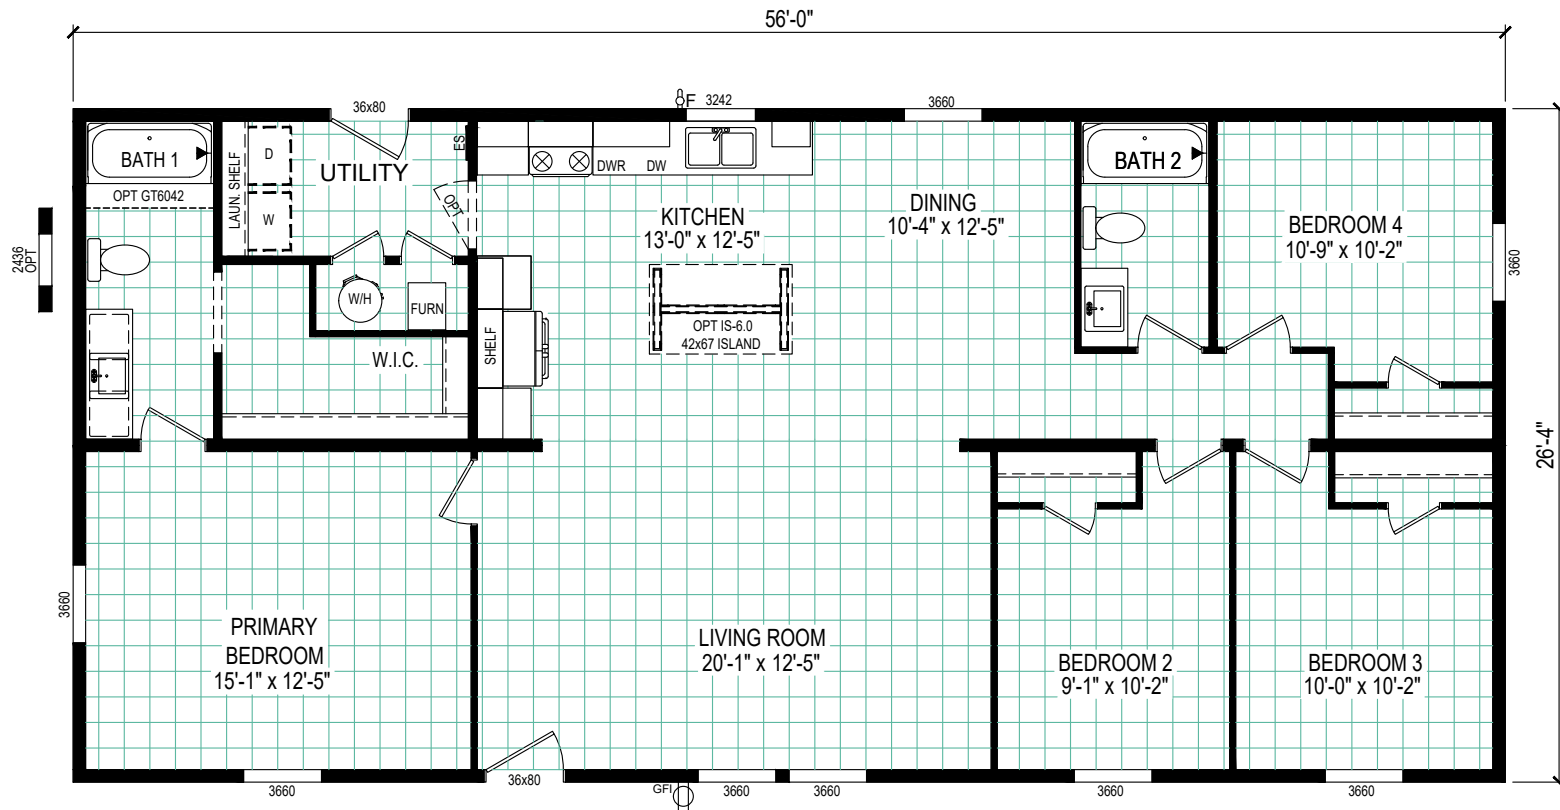 56'-0"
36x80
F
3242
3660
BATH 1
OPT GT6042
LAUN. SHELF
D
W
UTILITY
ES
OPT
DWR
DW
KITCHEN
13'-0" x 12'-5"
DINING
10'-4" x 12'-5"
BATH 2
BEDROOM 4
10'-9" x 10'-2"
3660
2436
OPT
W/H
FURN
W.I.C.
SHELF
OPT IS-6.0
42x67 ISLAND
26'-4"
3660
PRIMARY
BEDROOM
15'-1" x 12'-5"
LIVING ROOM
20'-1" x 12'-5"
BEDROOM 2
9'-1" x 10'-2"
BEDROOM 3
10'-0" x 10'-2"
3660
36x80
GFI
3660
3660
3660
3660